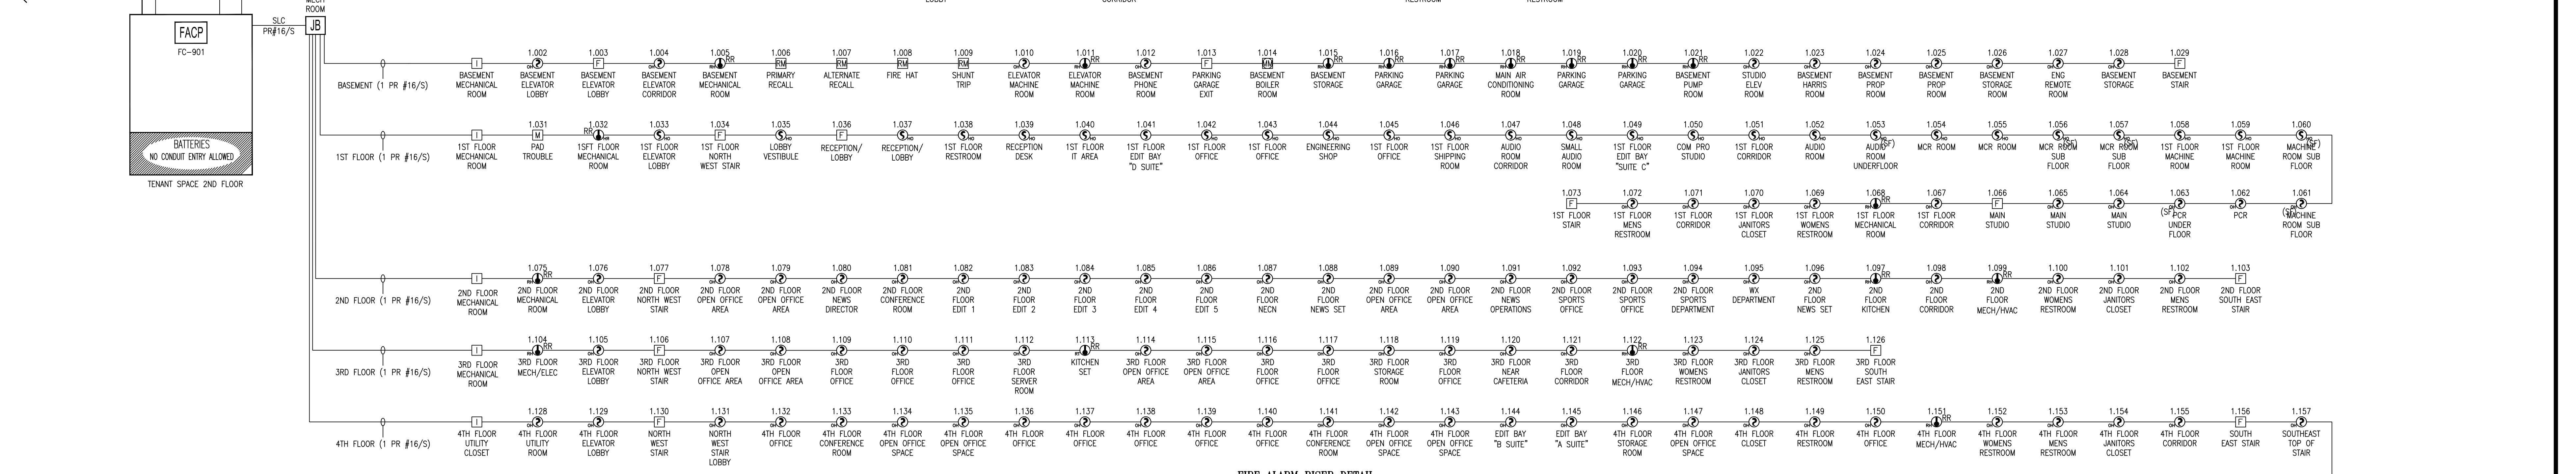 MECH
ROOM
SLC
PR#16/S
JB
FACP
FC-901
BATTERIES
NO CONDUIT ENTRY ALLOWED
TENANT SPACE 2ND FLOOR
LOBBY CORRIDOR RESTROOM RESTROOM
1.002 1.003 1.004 1.005 1.006 1.007 1.008 1.009 1.010 1.011 1.012 1.013 1.014 1.015 1.016 1.017 1.018 1.019 1.020 1.021 1.022 1.023 1.024 1.025 1.026 1.027 1.028 1.029
I F RR RM RM RM RM RR F MM RR RR RR RR RR RR RR F
BASEMENT BASEMENT BASEMENT BASEMENT BASEMENT PRIMARY ALTERNATE FIRE HAT SHUNT ELEVATOR ELEVATOR BASEMENT PARKING BASEMENT BASEMENT PARKING PARKING MAIN AIR PARKING PARKING BASEMENT STUDIO BASEMENT BASEMENT BASEMENT BASEMENT ENG BASEMENT BASEMENT
BASEMENT (1 PR #16/S) MECHANICAL ELEVATOR ELEVATOR ELEVATOR MECHANICAL RECALL RECALL TRIP MACHINE MACHINE PHONE GARAGE BOILER STORAGE GARAGE GARAGE CONDITIONING GARAGE GARAGE PUMP ELEV HARRIS PROP PROP STORAGE REMOTE STORAGE STAIR
ROOM LOBBY LOBBY CORRIDOR ROOM ROOM ROOM ROOM EXIT ROOM ROOM ROOM ROOM ROOM ROOM ROOM ROOM ROOM
1.031 1.032 1.033 1.034 1.035 1.036 1.037 1.038 1.039 1.040 1.041 1.042 1.043 1.044 1.045 1.046 1.047 1.048 1.049 1.050 1.051 1.052 1.053 1.054 1.055 1.056 1.057 1.058 1.059 1.060
I M RR F F (SF) (SF) (SF) (SF)
1ST FLOOR PAD 1SFT FLOOR 1ST FLOOR 1ST FLOOR LOBBY RECEPTION/ RECEPTION/ 1ST FLOOR RECEPTION 1ST FLOOR 1ST FLOOR 1ST FLOOR 1ST FLOOR ENGINEERING 1ST FLOOR 1ST FLOOR AUDIO SMALL 1ST FLOOR COM PRO 1ST FLOOR AUDIO AUDIO MCR ROOM MCR ROOM MCR ROOM MCR ROOM 1ST FLOOR 1ST FLOOR MACHINE
1ST FLOOR (1 PR #16/S) MECHANICAL TROUBLE MECHANICAL ELEVATOR NORTH VESTIBULE LOBBY LOBBY RESTROOM DESK IT AREA EDIT BAY OFFICE OFFICE SHOP OFFICE SHIPPING ROOM AUDIO EDIT BAY STUDIO CORRIDOR ROOM ROOM SUB SUB MACHINE MACHINE ROOM SUB
ROOM ROOM LOBBY WEST STAIR "D SUITE" ROOM CORRIDOR ROOM "SUITE C" UNDERFLOOR FLOOR FLOOR ROOM ROOM FLOOR
1.073 1.072 1.071 1.070 1.069 1.068 1.067 1.066 1.065 1.064 1.063 1.062 1.061
F RR F (SF) (SF)
1ST FLOOR 1ST FLOOR 1ST FLOOR 1ST FLOOR 1ST FLOOR 1ST FLOOR 1ST FLOOR MAIN MAIN MAIN PCR PCR MACHINE
STAIR MENS CORRIDOR JANITORS WOMENS MECHANICAL CORRIDOR STUDIO STUDIO STUDIO UNDER ROOM SUB
RESTROOM CLOSET RESTROOM ROOM FLOOR FLOOR
1.075 1.076 1.077 1.078 1.079 1.080 1.081 1.082 1.083 1.084 1.085 1.086 1.087 1.088 1.089 1.090 1.091 1.092 1.093 1.094 1.095 1.096 1.097 1.098 1.099 1.100 1.101 1.102 1.103
I RR F RR RR F
2ND FLOOR 2ND FLOOR 2ND FLOOR 2ND FLOOR 2ND FLOOR 2ND FLOOR 2ND FLOOR 2ND FLOOR 2ND 2ND 2ND 2ND 2ND 2ND 2ND 2ND FLOOR 2ND FLOOR 2ND FLOOR 2ND FLOOR 2ND FLOOR 2ND FLOOR WX 2ND 2ND 2ND 2ND 2ND FLOOR 2ND FLOOR 2ND FLOOR 2ND FLOOR
2ND FLOOR (1 PR #16/S) MECHANICAL MECHANICAL ELEVATOR NORTH WEST OPEN OFFICE OPEN OFFICE NEWS CONFERENCE FLOOR FLOOR FLOOR FLOOR FLOOR FLOOR FLOOR OPEN OFFICE OPEN OFFICE NEWS SPORTS SPORTS SPORTS DEPARTMENT FLOOR FLOOR FLOOR FLOOR WOMENS JANITORS MENS SOUTH EAST
ROOM ROOM LOBBY STAIR AREA AREA DIRECTOR ROOM EDIT 1 EDIT 2 EDIT 3 EDIT 4 EDIT 5 NECN NEWS SET AREA AREA OPERATIONS OFFICE OFFICE DEPARTMENT NEWS SET KITCHEN CORRIDOR MECH/HVAC RESTROOM CLOSET RESTROOM STAIR
1.104 1.105 1.106 1.107 1.108 1.109 1.110 1.111 1.112 1.113 1.114 1.115 1.116 1.117 1.118 1.119 1.120 1.121 1.122 1.123 1.124 1.125 1.126
I RR F RR RR F
3RD FLOOR 3RD FLOOR 3RD FLOOR 3RD FLOOR 3RD FLOOR 3RD FLOOR 3RD 3RD 3RD 3RD KITCHEN 3RD FLOOR 3RD FLOOR 3RD 3RD 3RD FLOOR 3RD 3RD FLOOR 3RD 3RD 3RD FLOOR 3RD FLOOR 3RD FLOOR 3RD FLOOR
3RD FLOOR (1 PR #16/S) MECHANICAL MECH/ELEC ELEVATOR NORTH WEST OPEN OPEN FLOOR FLOOR FLOOR FLOOR SET OPEN OFFICE OPEN OFFICE FLOOR FLOOR STORAGE FLOOR NEAR FLOOR FLOOR WOMENS JANITORS MENS SOUTH
ROOM LOBBY STAIR OFFICE AREA OFFICE AREA OFFICE OFFICE OFFICE SERVER AREA AREA OFFICE OFFICE ROOM OFFICE CAFETERIA CORRIDOR MECH/HVAC RESTROOM CLOSET RESTROOM EAST STAIR
ROOM
1.128 1.129 1.130 1.131 1.132 1.133 1.134 1.135 1.136 1.137 1.138 1.139 1.140 1.141 1.142 1.143 1.144 1.145 1.146 1.147 1.148 1.149 1.150 1.151 1.152 1.153 1.154 1.155 1.156 1.157
I F RR F
4TH FLOOR 4TH FLOOR 4TH FLOOR NORTH NORTH 4TH FLOOR 4TH FLOOR 4TH FLOOR 4TH FLOOR 4TH FLOOR 4TH FLOOR 4TH FLOOR 4TH FLOOR 4TH FLOOR 4TH FLOOR 4TH FLOOR 4TH FLOOR EDIT BAY EDIT BAY 4TH FLOOR 4TH FLOOR 4TH FLOOR 4TH FLOOR 4TH FLOOR 4TH FLOOR 4TH FLOOR 4TH FLOOR 4TH FLOOR 4TH FLOOR SOUTH SOUTHEAST
4TH FLOOR (1 PR #16/S) UTILITY UTILITY ELEVATOR WEST WEST OFFICE CONFERENCE OPEN OFFICE OPEN OFFICE OFFICE OFFICE OFFICE OFFICE OFFICE CONFERENCE OPEN OFFICE OPEN OFFICE "B SUITE" "A SUITE" STORAGE OPEN OFFICE CLOSET RESTROOM OFFICE MECH/HVAC WOMENS MENS JANITORS CORRIDOR EAST STAIR TOP OF
CLOSET ROOM LOBBY STAIR STAIR ROOM SPACE SPACE ROOM SPACE SPACE ROOM SPACE RESTROOM RESTROOM CLOSET STAIR
LOBBY
FIRE ALARM RISER DETAIL